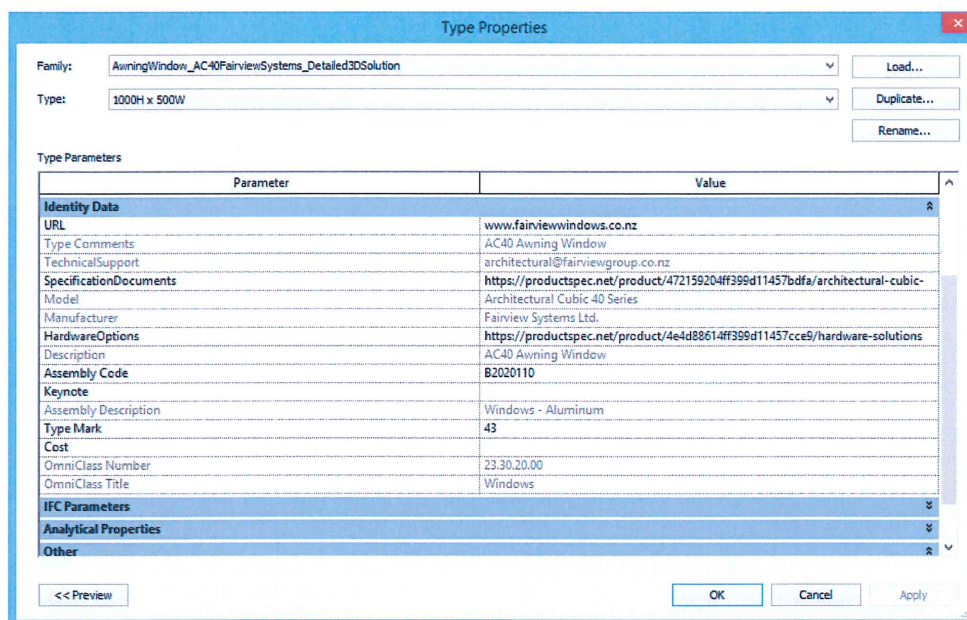 Type Properties
Family: AwningWindow_AC40FairviewSystems_Detailed3DSolution Load...
Type: 1000H x 500W Duplicate...
Rename...
Type Parameters
Parameter Value
Identity Data
URL www.fairviewwindows.co.nz
Type Comments AC40 Awning Window
TechnicalSupport architectural@fairviewgroup.co.nz
SpecificationDocuments https://productspec.net/product/472159204ff399d11457bdfa/architectural-cubic-
Model Architectural Cubic 40 Series
Manufacturer Fairview Systems Ltd.
HardwareOptions https://productspec.net/product/4e4d88614ff399d11457cce9/hardware-solutions
Description AC40 Awning Window
Assembly Code B2020110
Keynote
Assembly Description Windows - Aluminum
Type Mark 43
Cost
OmniClass Number 23.30.20.00
OmniClass Title Windows
IFC Parameters
Analytical Properties
Other
<< Preview OK Cancel Apply